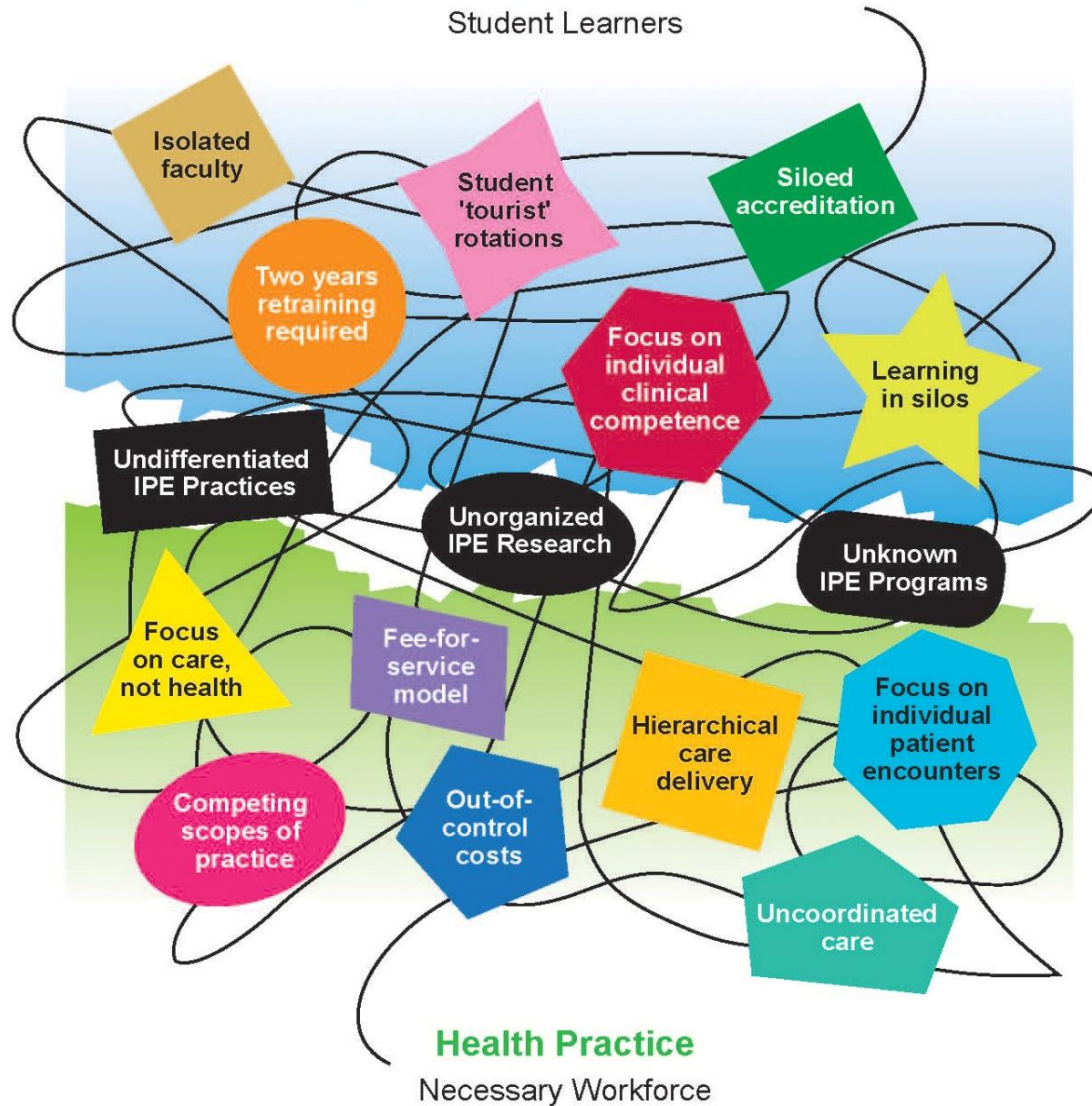 Student Learners
Isolated
faculty
Student
'tourist'
rotations
Siloed
accreditation
Two years
retraining
required
Focus on
individual
clinical
competence
Learning
in silos
Undifferentiated
IPE Practices
Unorganized
IPE Research
Unknown
IPE Programs
Focus
on care,
not health
Fee-for-
service
model
Hierarchical
care
delivery
Focus on
individual
patient
encounters
Competing
scopes of
practice
Out-of-
control
costs
Uncoordinated
care
Health Practice
Necessary Workforce